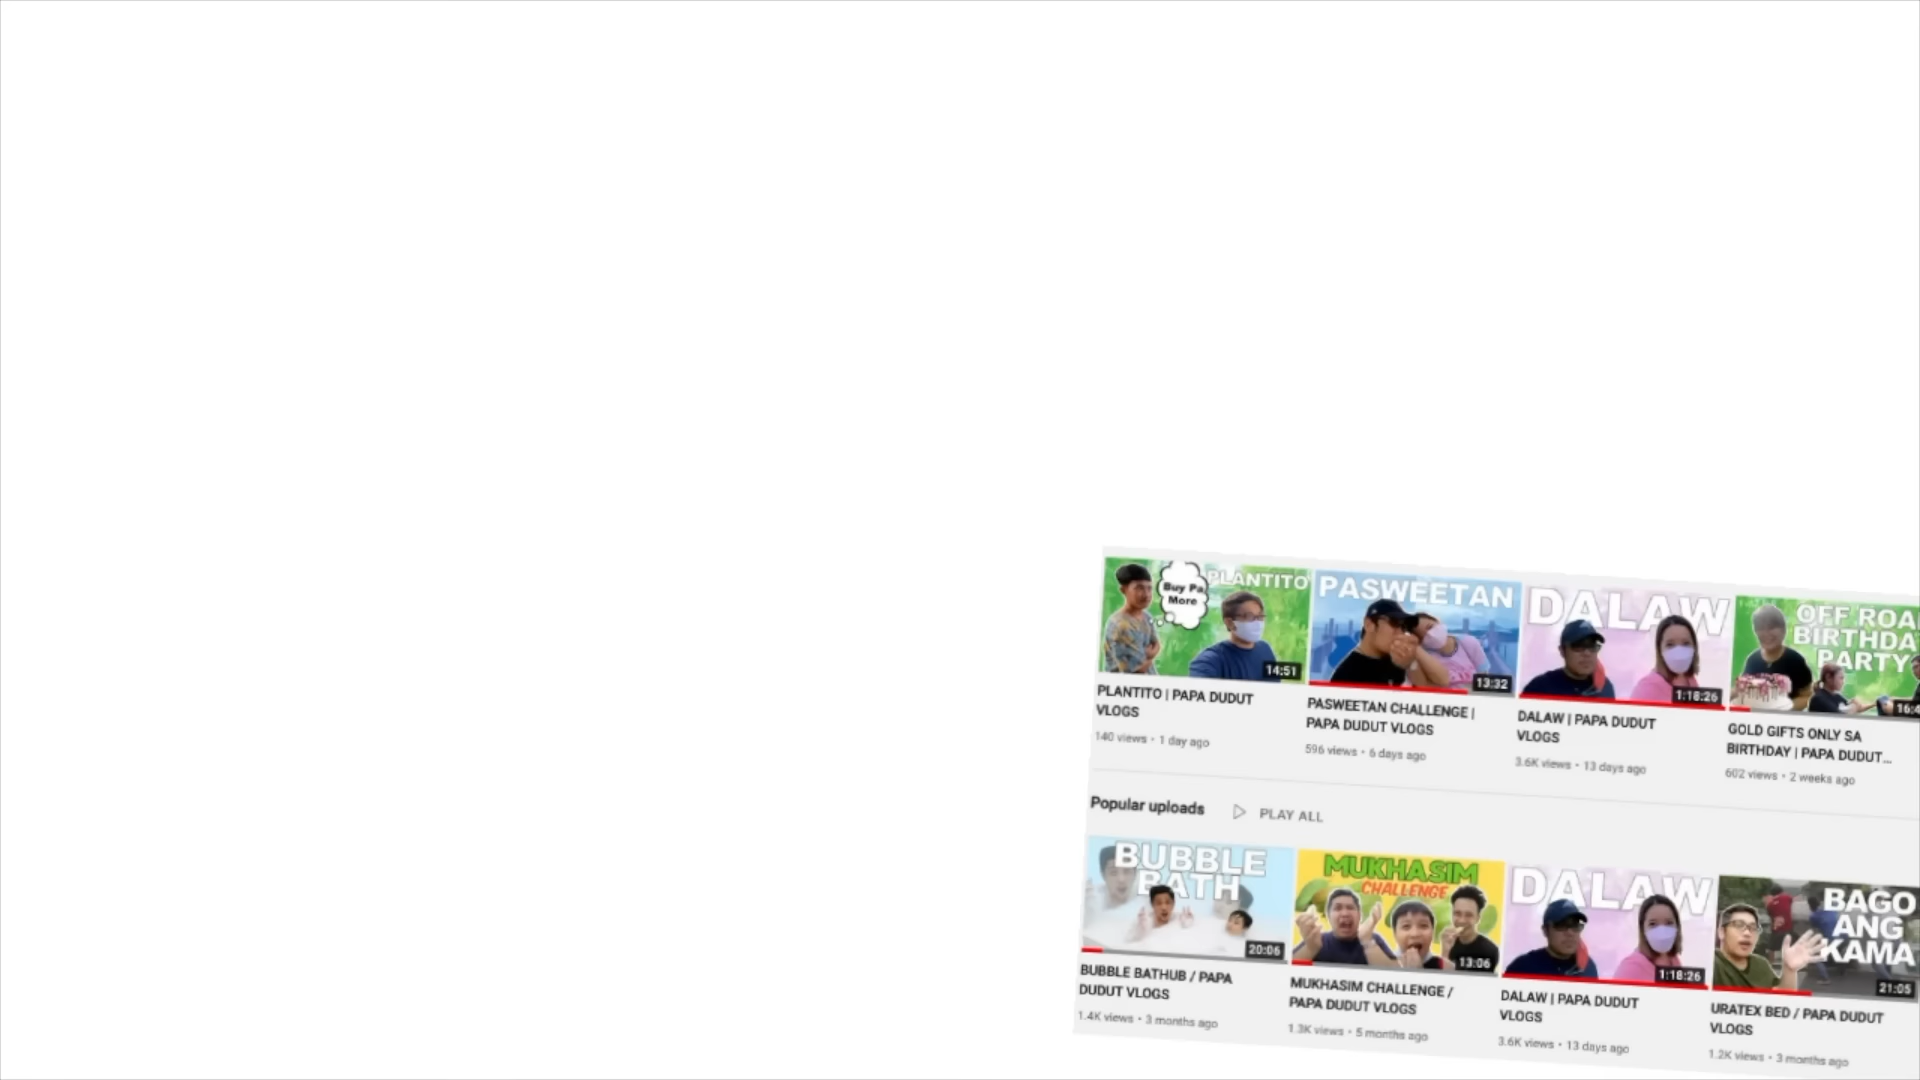 Buy Pa
More
PLANTITO
14:51
PLANTITO | PAPA DUDUT
VLOGS
140 views • 1 day ago
PASWEETAN
13:32
PASWEETAN CHALLENGE |
PAPA DUDUT VLOGS
596 views • 6 days ago
DALAW
1:18:26
DALAW | PAPA DUDUT
VLOGS
3.6K views • 13 days ago
OFF ROA
BIRTHDA
PARTY
16:4
GOLD GIFTS ONLY SA
BIRTHDAY | PAPA DUDUT...
602 views • 2 weeks ago
Popular uploads
PLAY ALL
BUBBLE
BATH
20:06
BUBBLE BATHUB / PAPA
DUDUT VLOGS
1.4K views • 3 months ago
MUKHASIM
CHALLENGE
13:06
MUKHASIM CHALLENGE /
PAPA DUDUT VLOGS
1.3K views • 5 months ago
DALAW
1:18:26
DALAW | PAPA DUDUT
VLOGS
3.6K views • 13 days ago
BAGO
ANG
KAMA
21:05
URATEX BED / PAPA DUDUT
VLOGS
1.2K views • 3 months ago